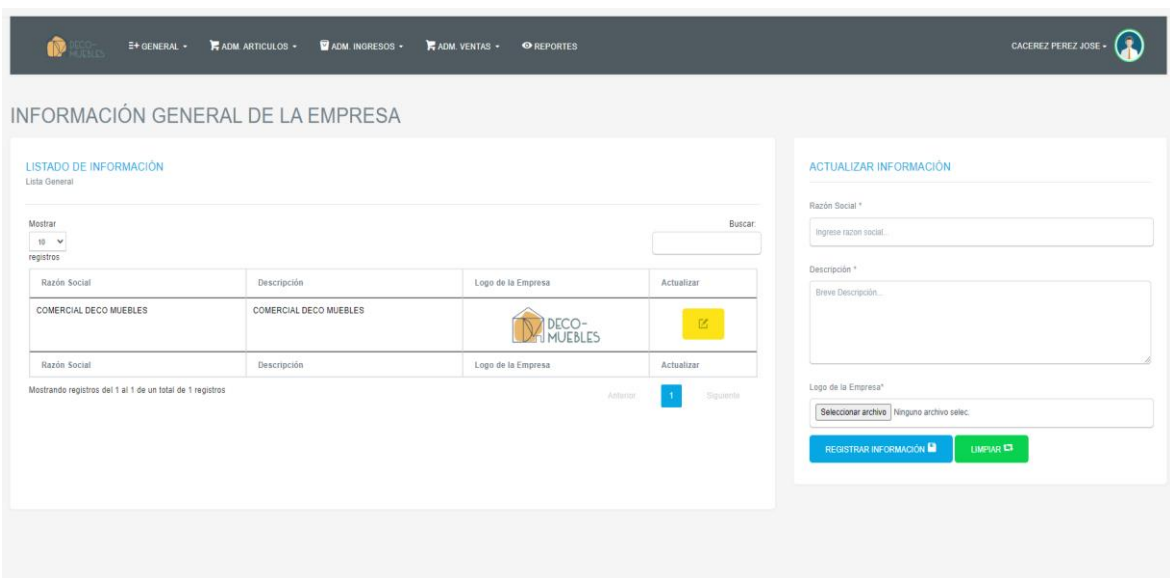 DECO-
MUEBLES
GENERAL
ADM. ARTICULOS
ADM. INGRESOS
ADM. VENTAS
REPORTES
CACEREZ PEREZ JOSE
INFORMACIÓN GENERAL DE LA EMPRESA
LISTADO DE INFORMACIÓN
Lista General
Mostrar
10
registros
Buscar:
Razón Social Descripción Logo de la Empresa Actualizar
COMERCIAL DECO MUEBLES COMERCIAL DECO MUEBLES
DECO-
MUEBLES
Razón Social Descripción Logo de la Empresa Actualizar
Mostrando registros del 1 al 1 de un total de 1 registros
Anterior 1 Siguiente
ACTUALIZAR INFORMACIÓN
Razón Social *
Ingrese razon social...
Descripción *
Breve Descripción...
Logo de la Empresa*
Seleccionar archivo Ninguno archivo selec.
REGISTRAR INFORMACIÓN LIMPIAR